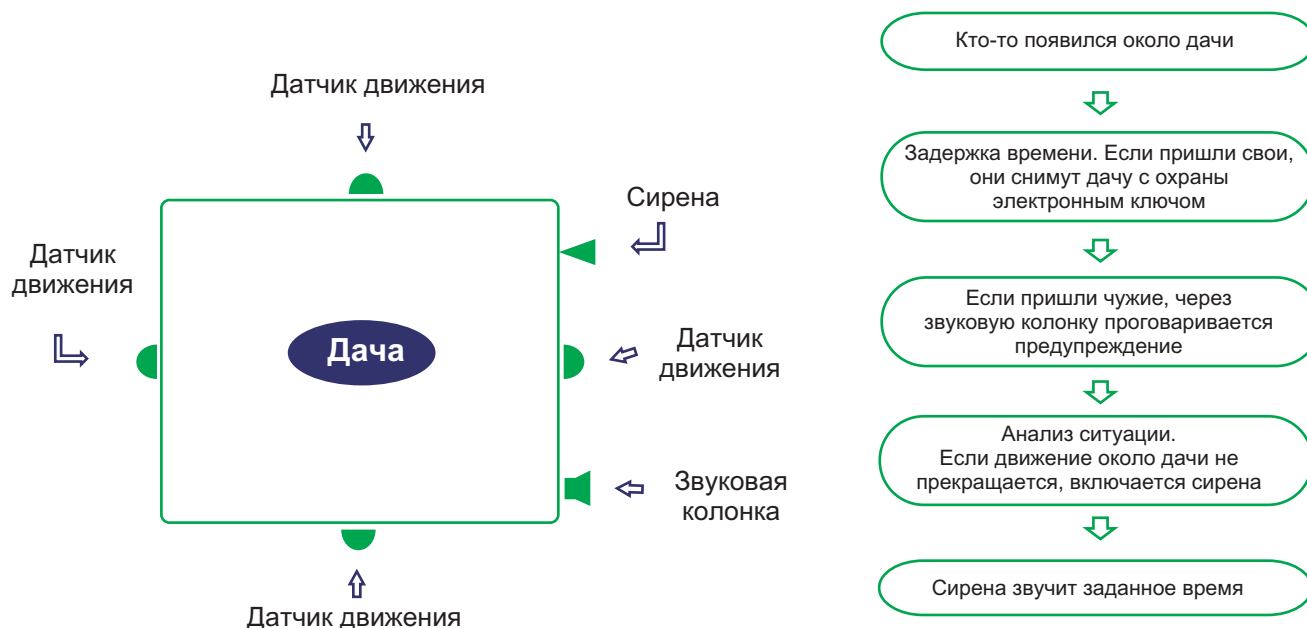 Датчик движения
Сирена
Датчик
движения
Дача
Датчик
движения
Звуковая
колонка
Датчик движения
Кто-то появился около дачи
Задержка времени. Если пришли свои,
они снимут дачу с охраны
электронным ключом
Если пришли чужие, через
звуковую колонку проговаривается
предупреждение
Анализ ситуации.
Если движение около дачи не
прекращается, включается сирена
Сирена звучит заданное время